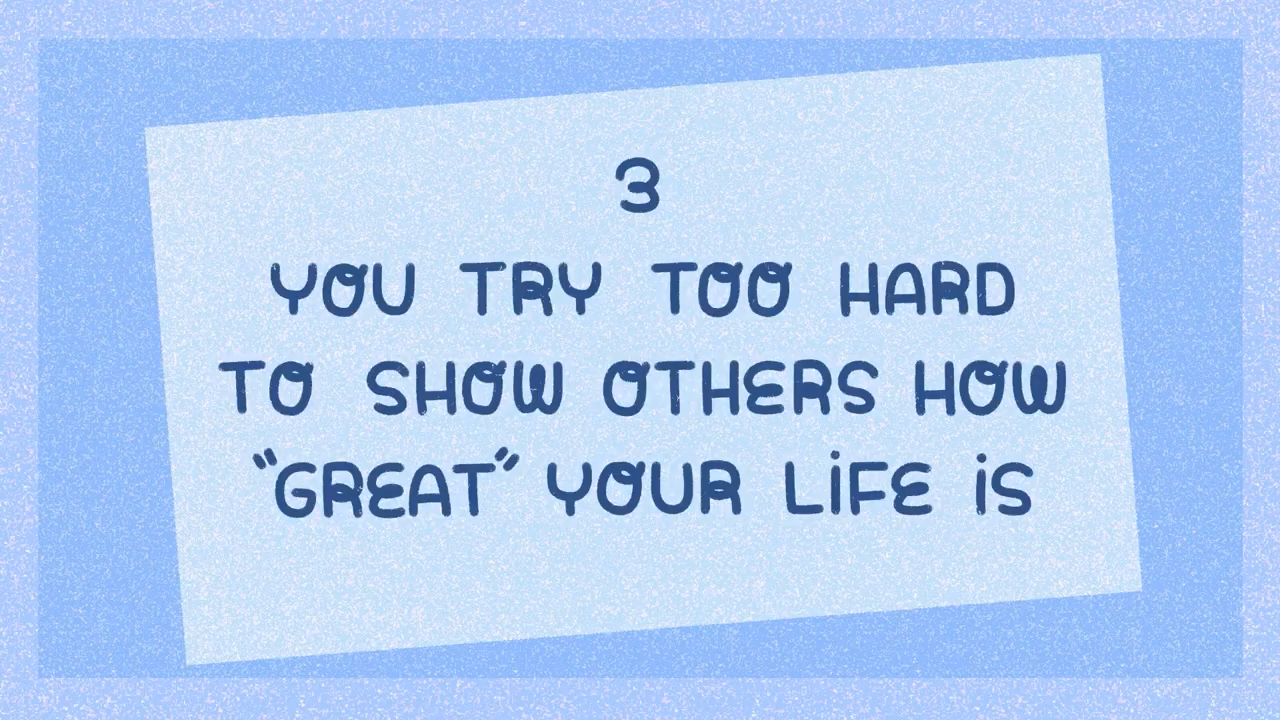 3
YOU TRY TOO HARD
TO SHOW OTHERS HOW
"GREAT" YOUR LiFE iS